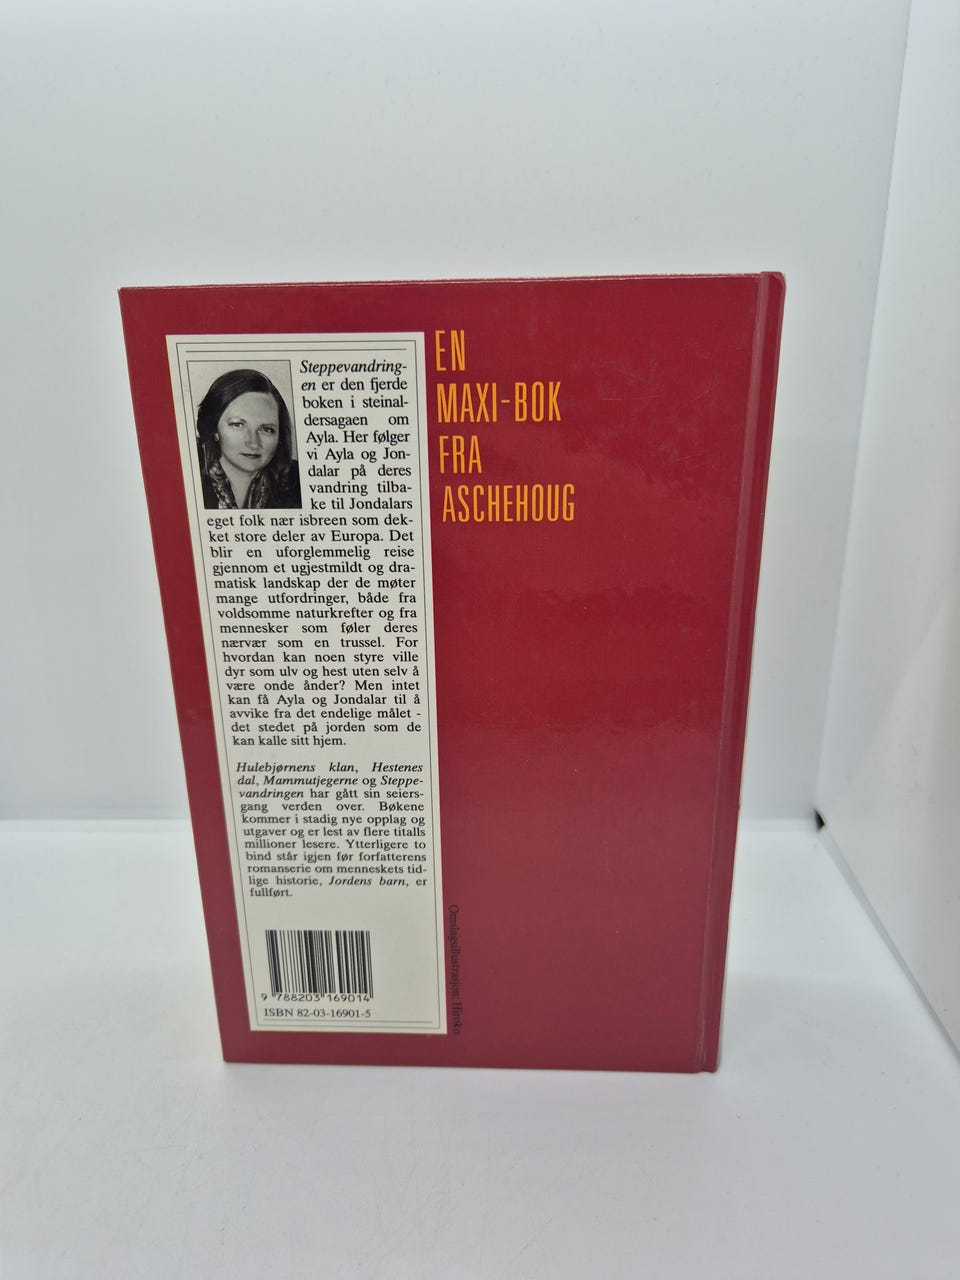 Steppevandring-
en er den fjerde
boken i steinal-
dersagaen om
Ayla. Her følger
vi Ayla og Jon-
dalar på deres
vandring tilba-
ke til Jondalars
eget folk nær isbreen som dek-
ket store deler av Europa. Det
blir en uforglemmelig reise
gjennom et ugjestmildt og dra-
matisk landskap der de møter
mange utfordringer, både fra
voldsomme naturkrefter og fra
mennesker som føler deres
nærvær som en trussel. For
hvordan kan noen styre ville
dyr som ulv og hest uten selv å
være onde ånder? Men intet
kan få Ayla og Jondalar til å
avvike fra det endelige målet -
det stedet på jorden som de
kan kalle sitt hjem.
Hulebjørnens klan, Hestenes
dal, Mammutjegerne og Steppe-
vandringen har gått sin seiers-
gang verden over. Bøkene
kommer i stadig nye opplag og
utgaver og er lest av flere titalls
millioner lesere. Ytterligere to
bind står igjen før forfatterens
romanserie om menneskets tid-
lige historie, Jordens barn, er
fullført.
9 788203 169014
ISBN 82-03-16901-5
EN
MAXI-BOK
FRA
ASCHEHOUG
Omslagsillustrasjon: Hiroko